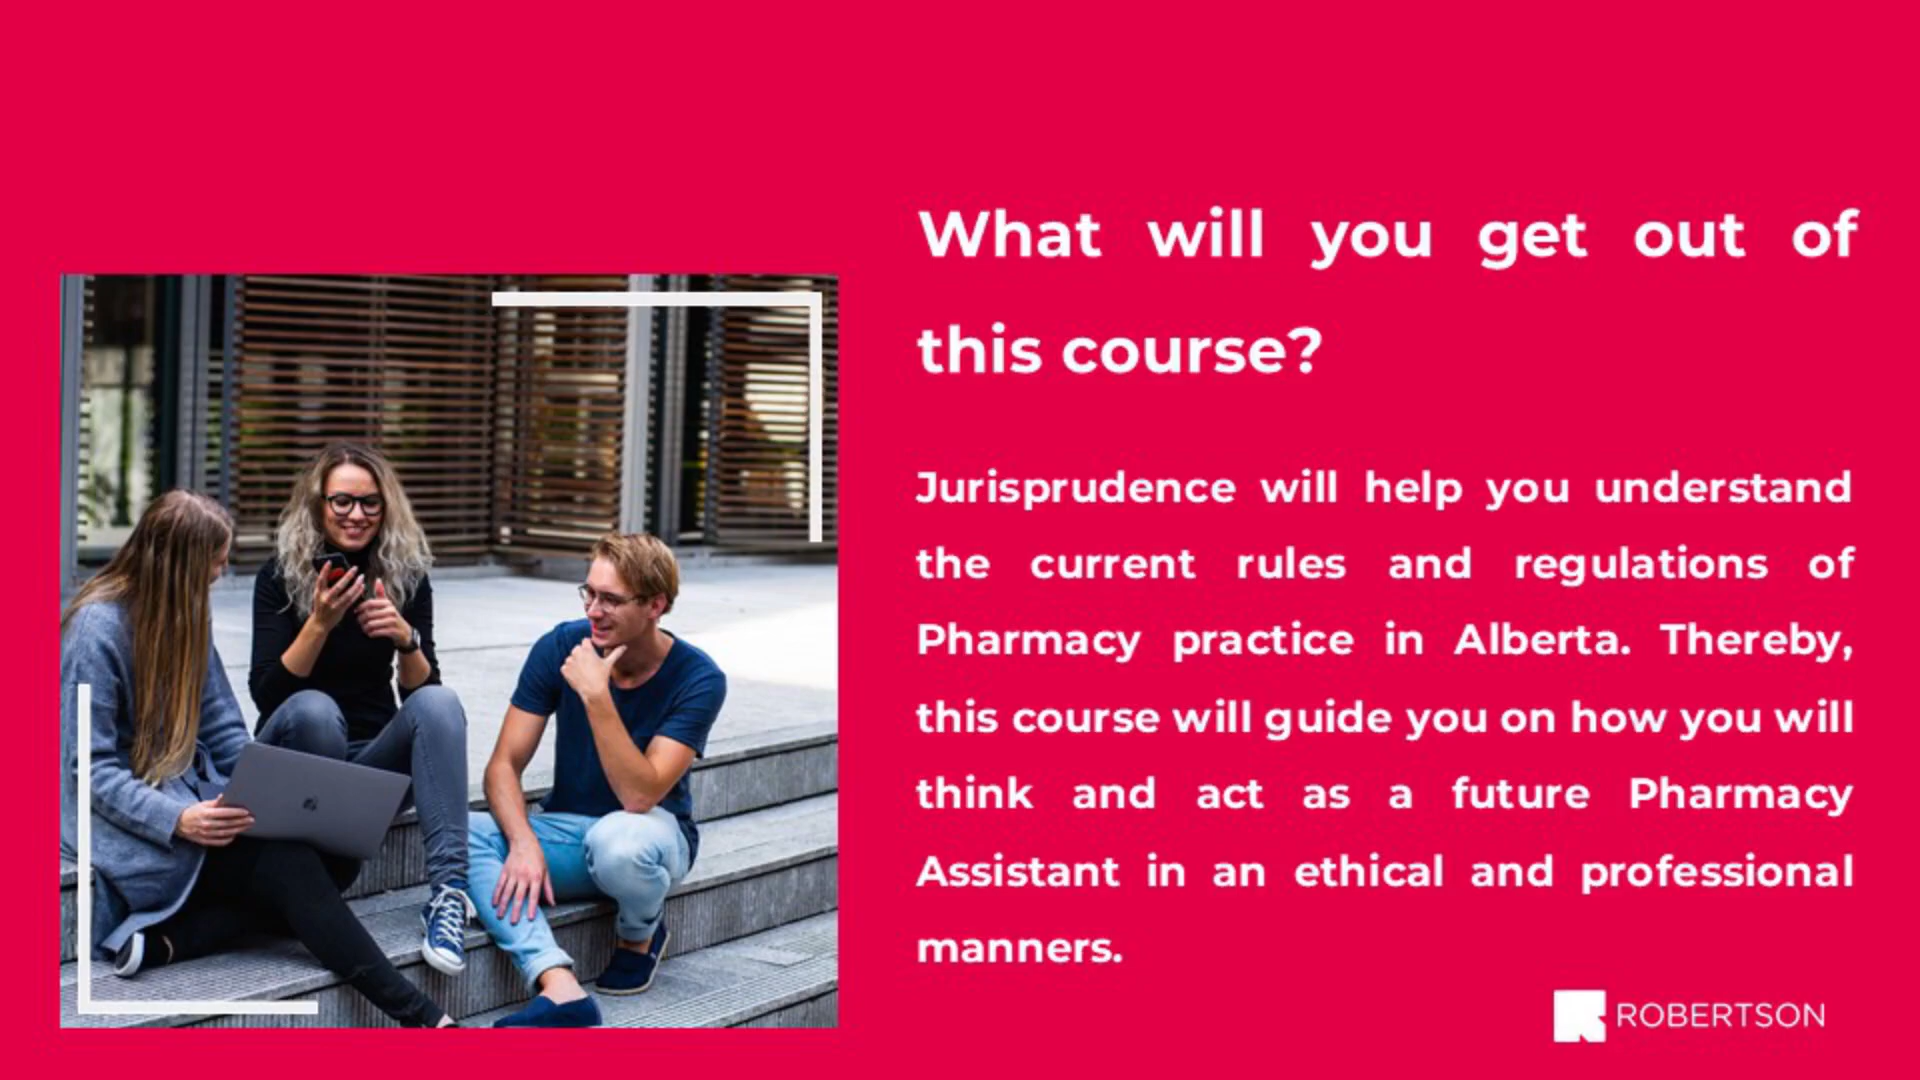 What will you get out of
this course?
Jurisprudence will help you understand
the current rules and regulations of
Pharmacy practice in Alberta. Thereby,
this course will guide you on how you will
think and act as a future Pharmacy
Assistant in an ethical and professional
manners.
ROBERTSON